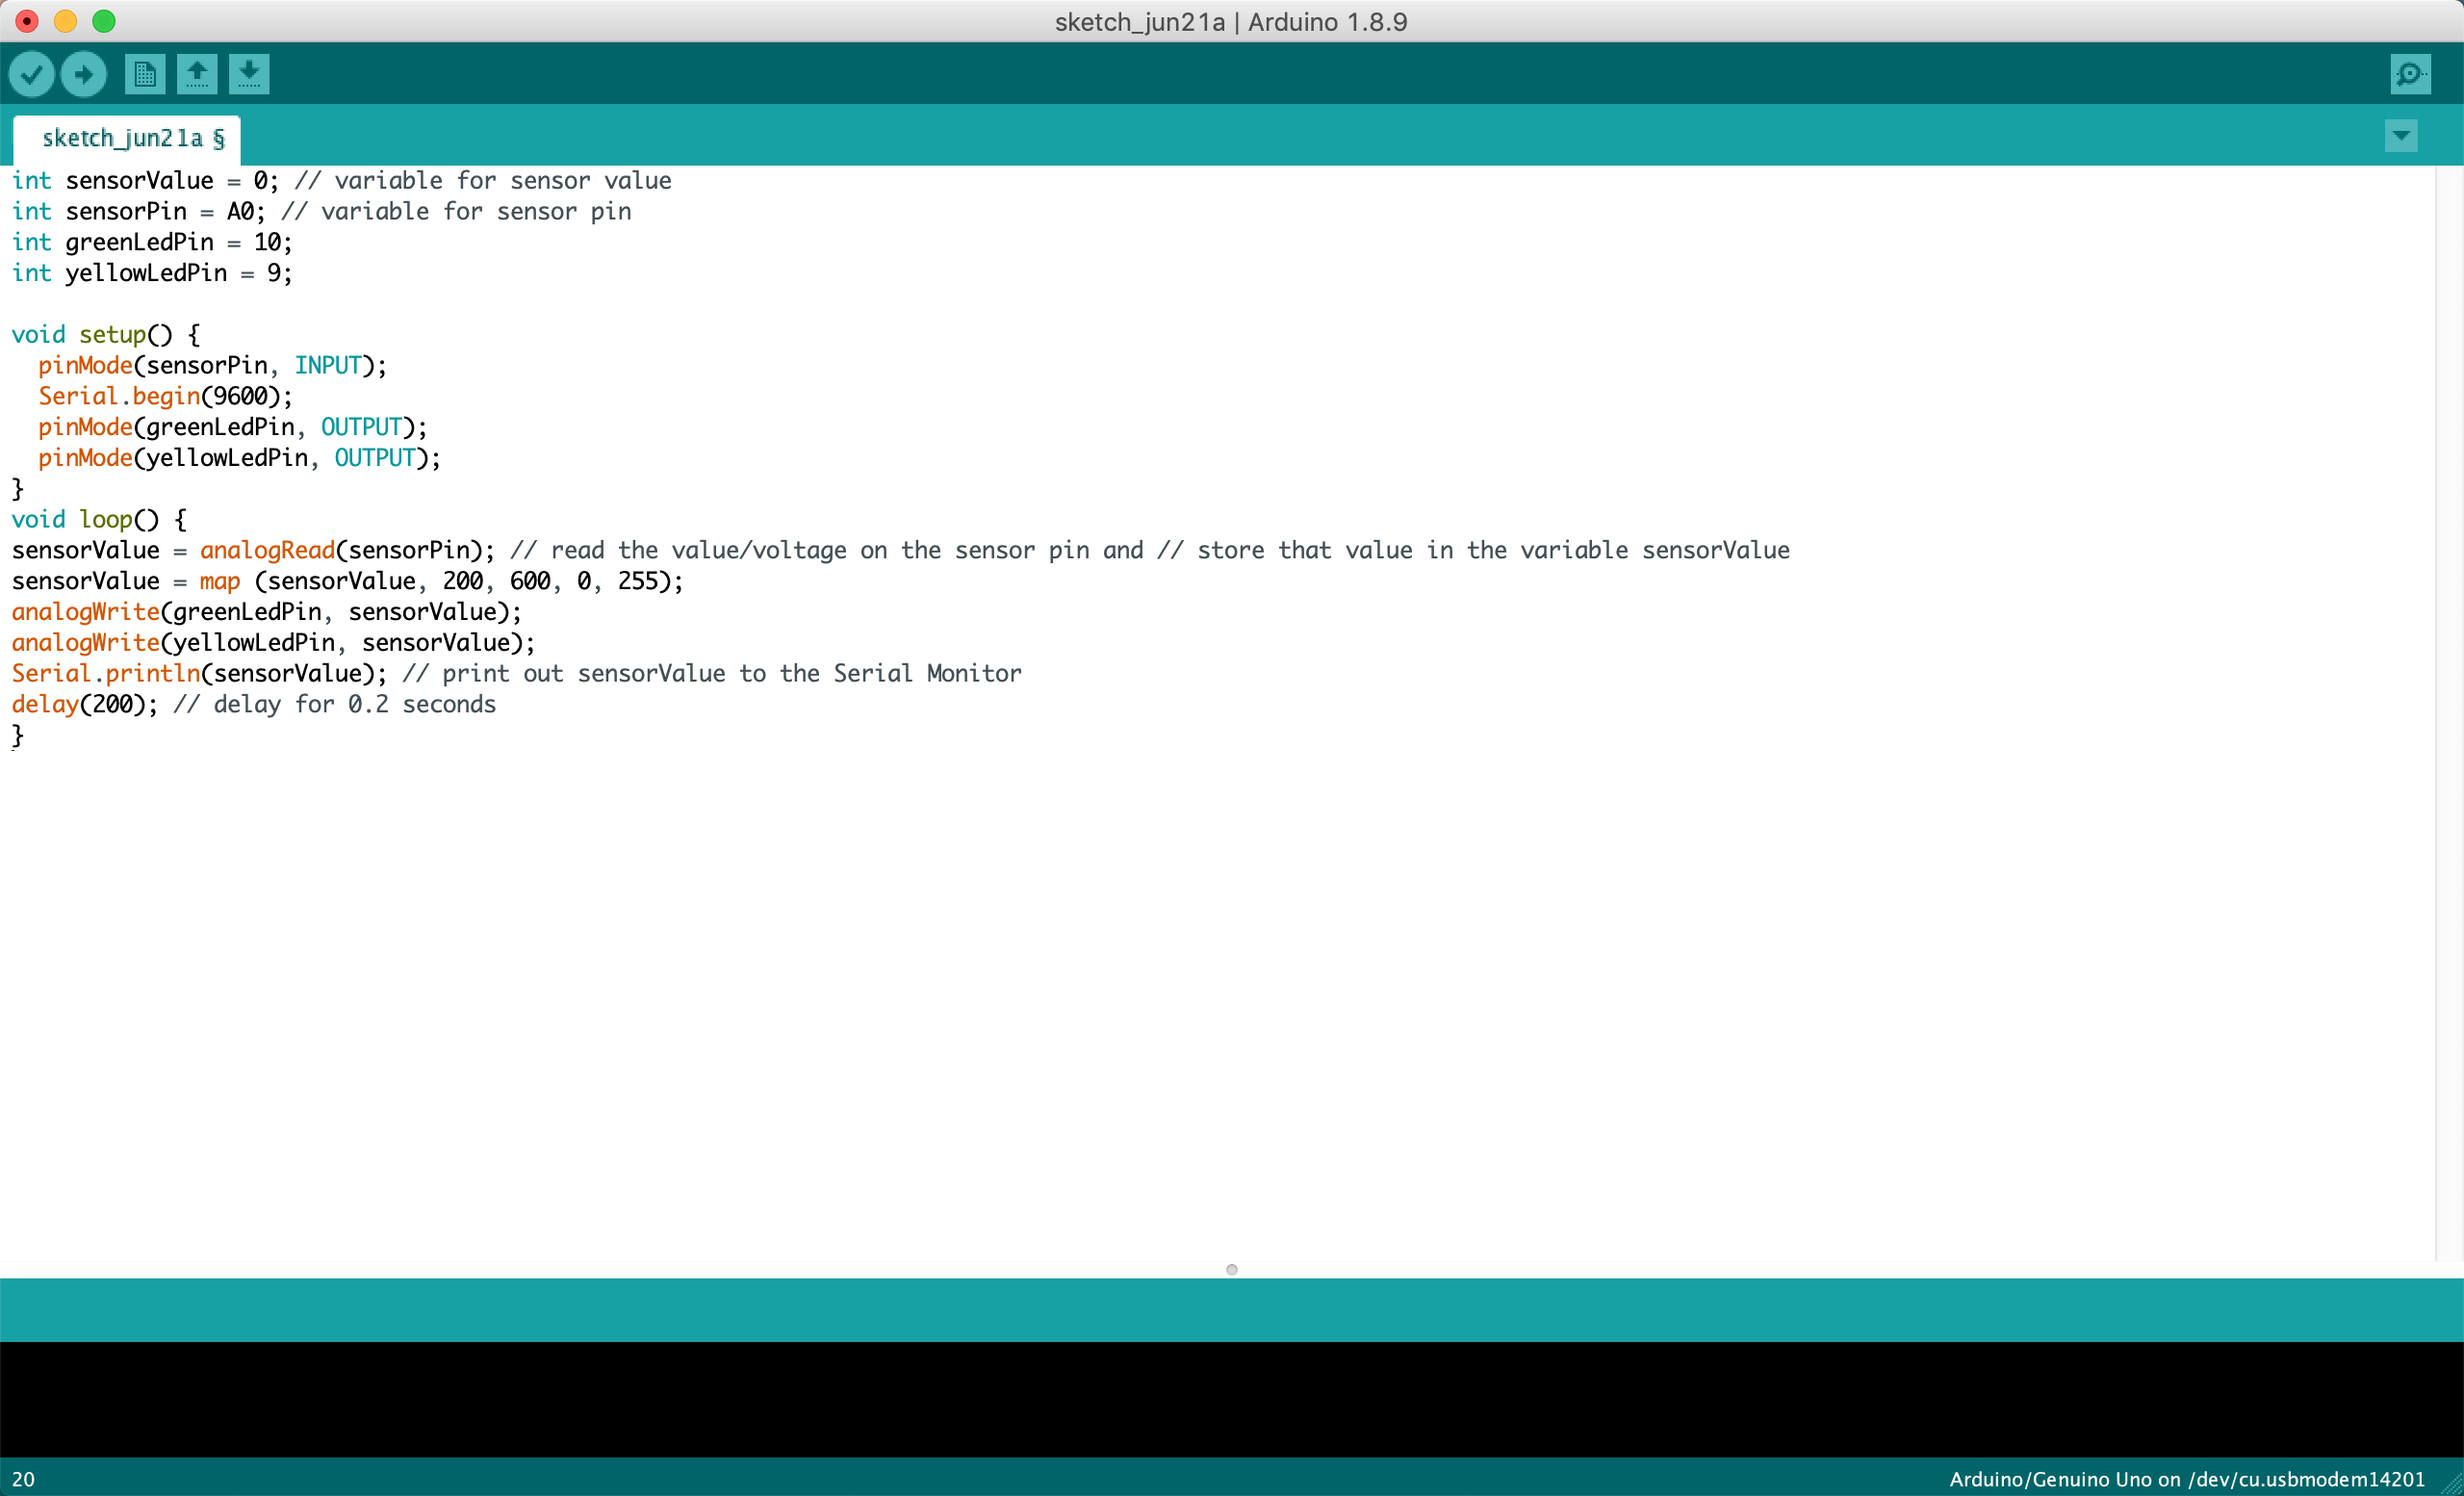 sketch_jun21a | Arduino 1.8.9
sketch_jun21a §
int sensorValue = 0; // variable for sensor value
int sensorPin = A0; // variable for sensor pin
int greenLedPin = 10;
int yellowLedPin = 9;
void setup() {
  pinMode(sensorPin, INPUT);
  Serial.begin(9600);
  pinMode(greenLedPin, OUTPUT);
  pinMode(yellowLedPin, OUTPUT);
}
void loop() {
sensorValue = analogRead(sensorPin); // read the value/voltage on the sensor pin and // store that value in the variable sensorValue
sensorValue = map (sensorValue, 200, 600, 0, 255);
analogWrite(greenLedPin, sensorValue);
analogWrite(yellowLedPin, sensorValue);
Serial.println(sensorValue); // print out sensorValue to the Serial Monitor
delay(200); // delay for 0.2 seconds
}
20
Arduino/Genuino Uno on /dev/cu.usbmodem14201